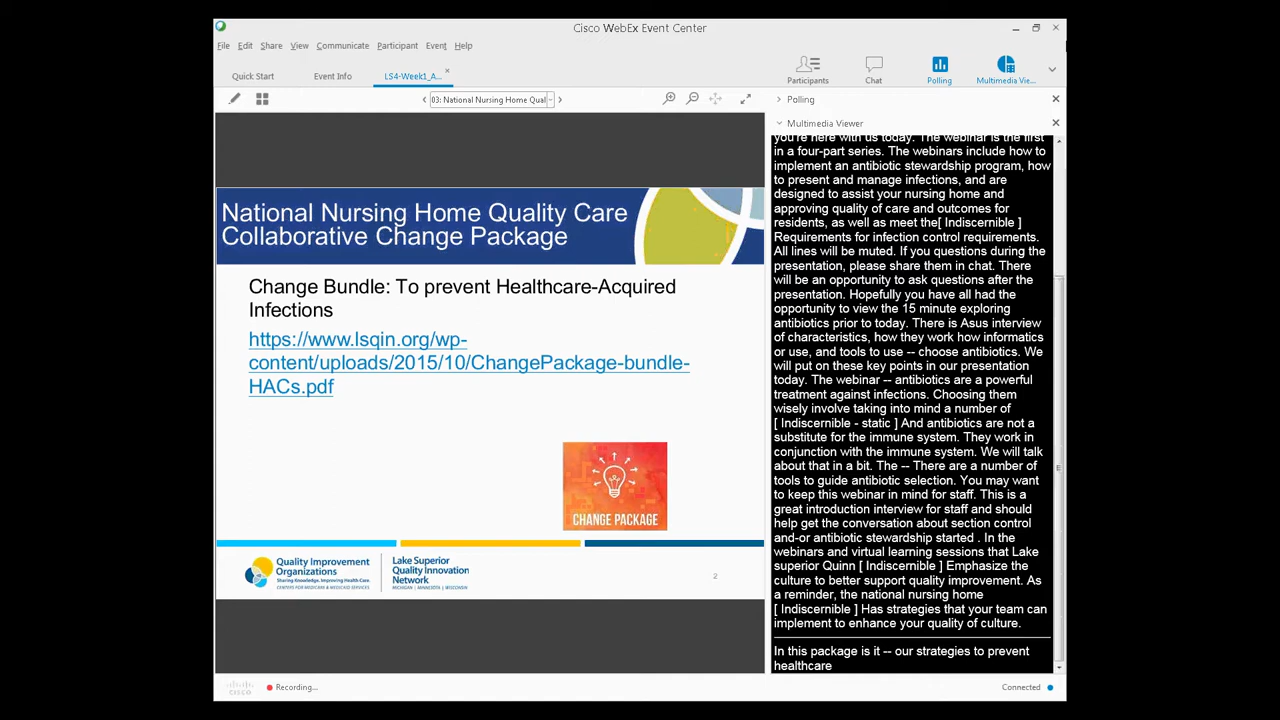 Cisco WebEx Event Center
File Edit Share View Communicate Participant Event Help
Quick Start Event Info LS4-Week1_A...
Participants Chat Polling Multimedia Vie...
03: National Nursing Home Qual
Polling
Multimedia Viewer
National Nursing Home Quality Care
Collaborative Change Package
Change Bundle: To prevent Healthcare-Acquired
Infections
https://www.lsqin.org/wp-
content/uploads/2015/10/ChangePackage-bundle-
HACs.pdf
CHANGE PACKAGE
Quality Improvement
Organizations
Sharing Knowledge. Improving Health Care.
CENTERS FOR MEDICARE & MEDICAID SERVICES
Lake Superior
Quality Innovation
Network
MICHIGAN | MINNESOTA | WISCONSIN
2
you're here with us today. The webinar is the first
in a four-part series. The webinars include how to
implement an antibiotic stewardship program, how
to present and manage infections, and are
designed to assist your nursing home and
approving quality of care and outcomes for
residents, as well as meet the[ Indiscernible ]
Requirements for infection control requirements.
All lines will be muted. If you questions during the
presentation, please share them in chat. There
will be an opportunity to ask questions after the
presentation. Hopefully you have all had the
opportunity to view the 15 minute exploring
antibiotics prior to today. There is Asus interview
of characteristics, how they work how informatics
or use, and tools to use -- choose antibiotics. We
will put on these key points in our presentation
today. The webinar -- antibiotics are a powerful
treatment against infections. Choosing them
wisely involve taking into mind a number of
[ Indiscernible - static ] And antibiotics are not a
substitute for the immune system. They work in
conjunction with the immune system. We will talk
about that in a bit. The -- There are a number of
tools to guide antibiotic selection. You may want
to keep this webinar in mind for staff. This is a
great introduction interview for staff and should
help get the conversation about section control
and-or antibiotic stewardship started . In the
webinars and virtual learning sessions that Lake
superior Quinn [ Indiscernible ] Emphasize the
culture to better support quality improvement. As
a reminder, the national nursing home
[ Indiscernible ] Has strategies that your team can
implement to enhance your quality of culture.
In this package is it -- our strategies to prevent
healthcare
cisco
Recording...
Connected